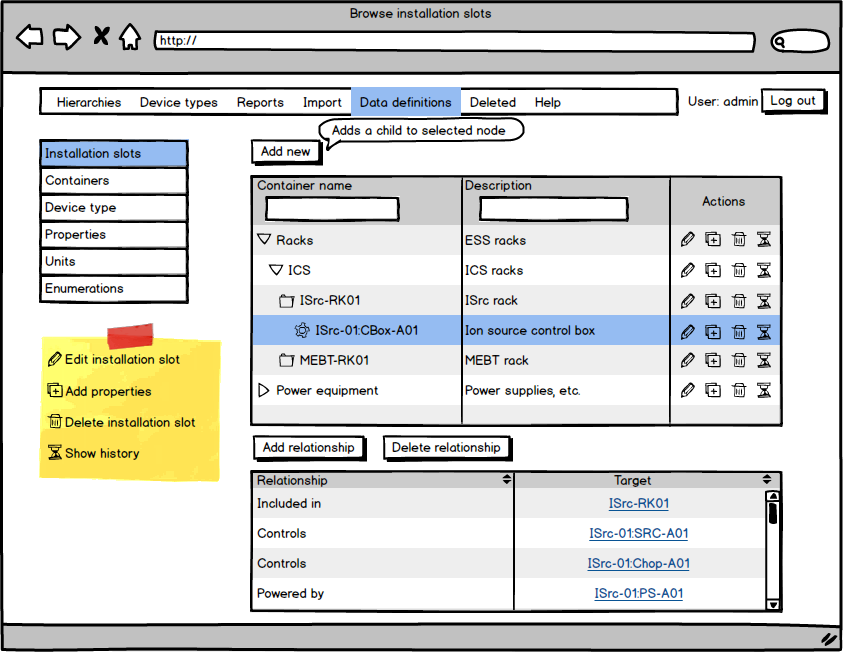 Browse installation slots
http://
Hierarchies Device types Reports Import Data definitions Deleted Help User: admin Log out
Adds a child to selected node
Add new
Installation slots
Containers
Device type
Properties
Units
Enumerations
Edit installation slot
Add properties
Delete installation slot
Show history
Container name Description Actions
Racks ESS racks
ICS ICS racks
ISrc-RK01 ISrc rack
ISrc-01:CBox-A01 Ion source control box
MEBT-RK01 MEBT rack
Power equipment Power supplies, etc.
Add relationship Delete relationship
Relationship Target
Included in ISrc-RK01
Controls ISrc-01:SRC-A01
Controls ISrc-01:Chop-A01
Powered by ISrc-01:PS-A01